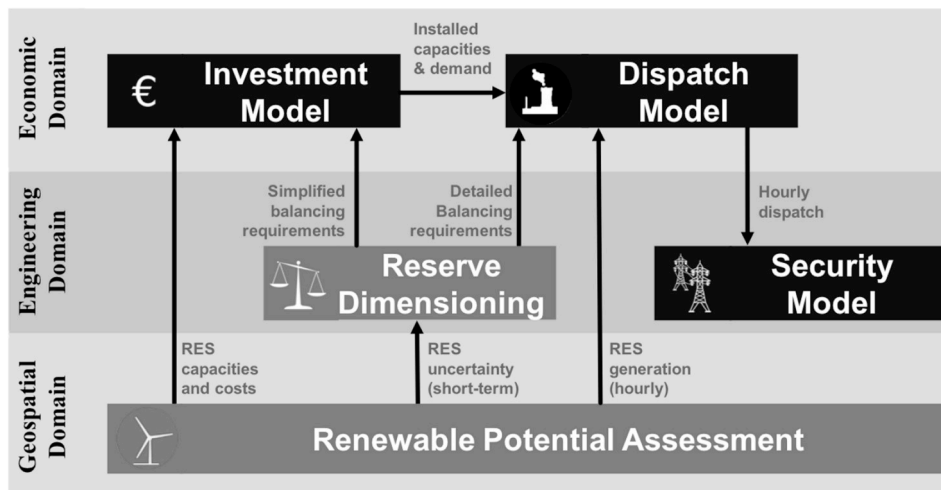 Economic
Domain
€
Investment
Model
Installed
capacities
& demand
Dispatch
Model
Engineering
Domain
Simplified
balancing
requirements
Detailed
Balancing
requirements
Hourly
dispatch
Reserve
Dimensioning
Security
Model
Geospatial
Domain
RES
capacities
and costs
RES
uncertainty
(short-term)
RES
generation
(hourly)
Renewable Potential Assessment